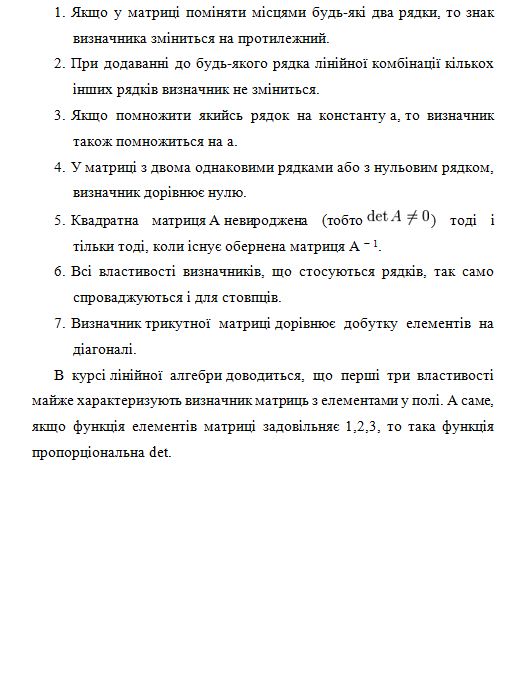 1. Якщо у матриці поміняти місцями будь-які два рядки, то знак
визначника зміниться на протилежний.
2. При додаванні до будь-якого рядка лінійної комбінації кількох
інших рядків визначник не зміниться.
3. Якщо помножити якийсь рядок на константу a, то визначник
також помножиться на a.
4. У матриці з двома однаковими рядками або з нульовим рядком,
визначник дорівнює нулю.
5. Квадратна матриця A невироджена (тобто det A ≠ 0) тоді і
тільки тоді, коли існує обернена матриця A ⁻ ¹.
6. Всі властивості визначників, що стосуються рядків, так само
справоджуються і для стовпців.
7. Визначник трикутної матриці дорівнює добутку елементів на
діагоналі.
В курсі лінійної алгебри доводиться, що перші три властивості
майже характеризують визначник матриць з елементами у полі. А саме,
якщо функція елементів матриці задовільняє 1,2,3, то така функція
пропорціональна det.